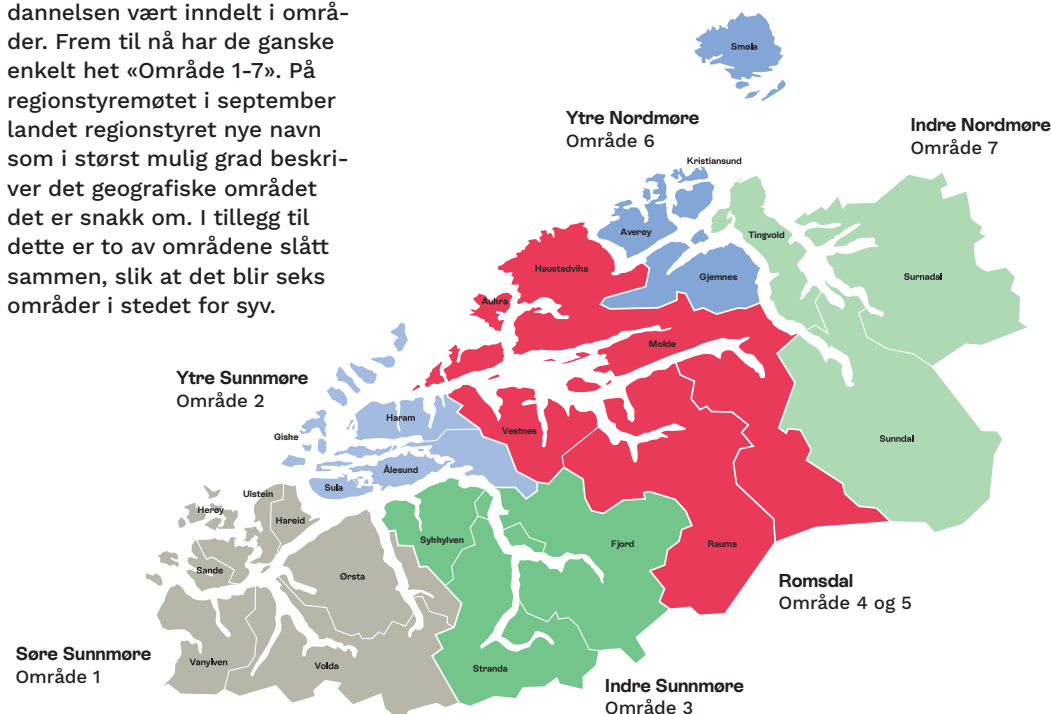 dannelsen vært inndelt i områ-
der. Frem til nå har de ganske
enkelt het «Område 1-7». På
regionstyremøtet i september
landet regionstyret nye navn
som i størst mulig grad beskri-
ver det geografiske området
det er snakk om. I tillegg til
dette er to av områdene slått
sammen, slik at det blir seks
områder i stedet for syv.
Smøla
Ytre Nordmøre
Område 6
Indre Nordmøre
Område 7
Kristiansund
Averøy
Tingvold
Haustadvika
Gjemnes
Surnadal
Aukra
Molde
Ytre Sunnmøre
Område 2
Haram
Vestnes
Giske
Sunndal
Ålesund
Sula
Ulstein
Herøy
Hareid
Sykkylven
Fjord
Rauma
Sande
Ørsta
Romsdal
Område 4 og 5
Søre Sunnmøre
Område 1
Vanylven
Volda
Stranda
Indre Sunnmøre
Område 3